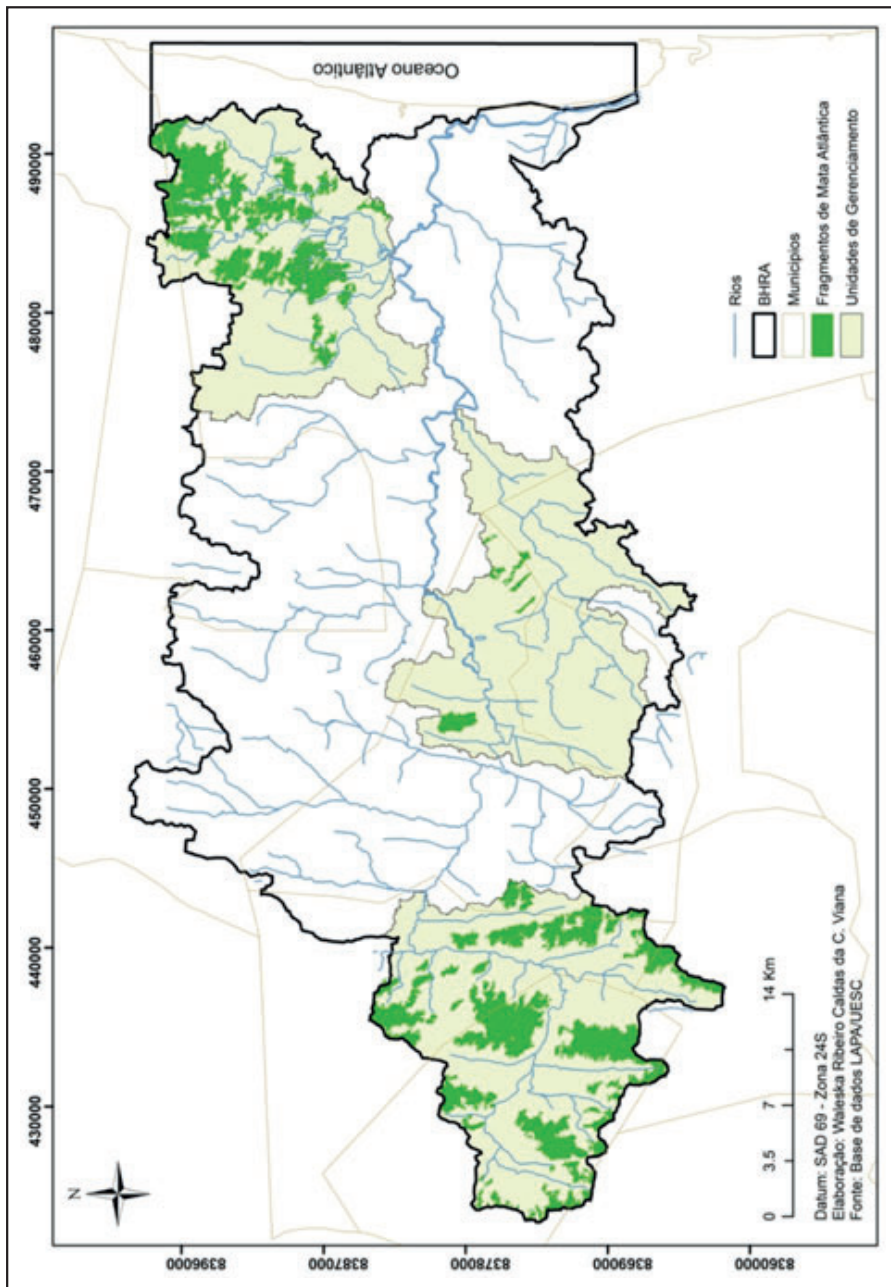 430000
440000
450000
460000
470000
480000
490000
N
8396000
8387000
8378000
8369000
8360000
Oceano Atlântico
0 3.5 7 14 Km
Datum: SAD 69 - Zona 24S
Elaboração: Waleska Ribeiro Caldas da C. Viana
Fonte: Base de dados LAPA/UESC
Rios
BHRA
Municípios
Fragmentos de Mata Atlântica
Unidades de Gerenciamento